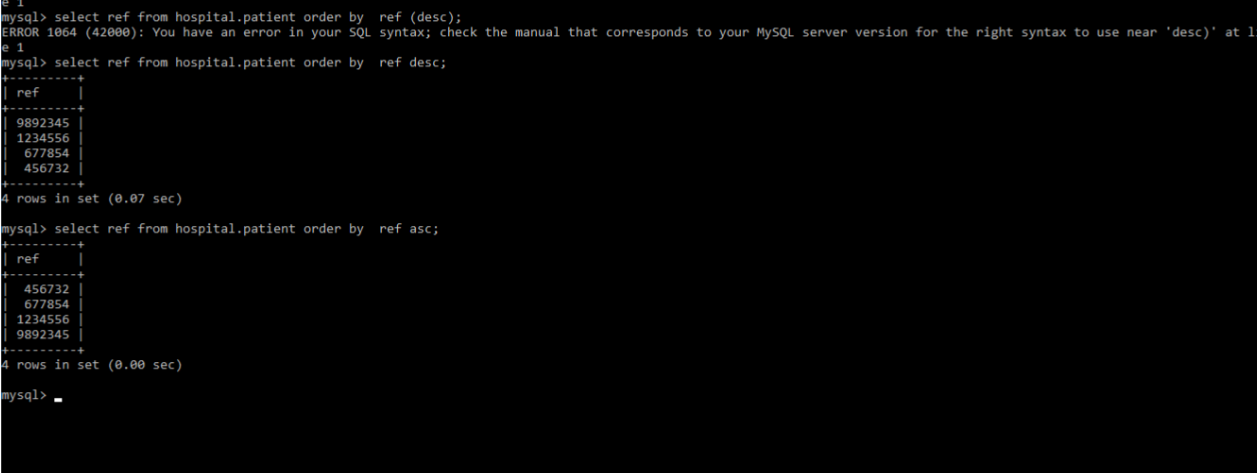 e 1
mysql> select ref from hospital.patient order by  ref (desc);
ERROR 1064 (42000): You have an error in your SQL syntax; check the manual that corresponds to your MySQL server version for the right syntax to use near 'desc)' at l
e 1
mysql> select ref from hospital.patient order by  ref desc;
+---------+
| ref     |
+---------+
| 9892345 |
| 1234556 |
|  677854 |
|  456732 |
+---------+
4 rows in set (0.07 sec)
mysql> select ref from hospital.patient order by  ref asc;
+---------+
| ref     |
+---------+
|  456732 |
|  677854 |
| 1234556 |
| 9892345 |
+---------+
4 rows in set (0.00 sec)
mysql>